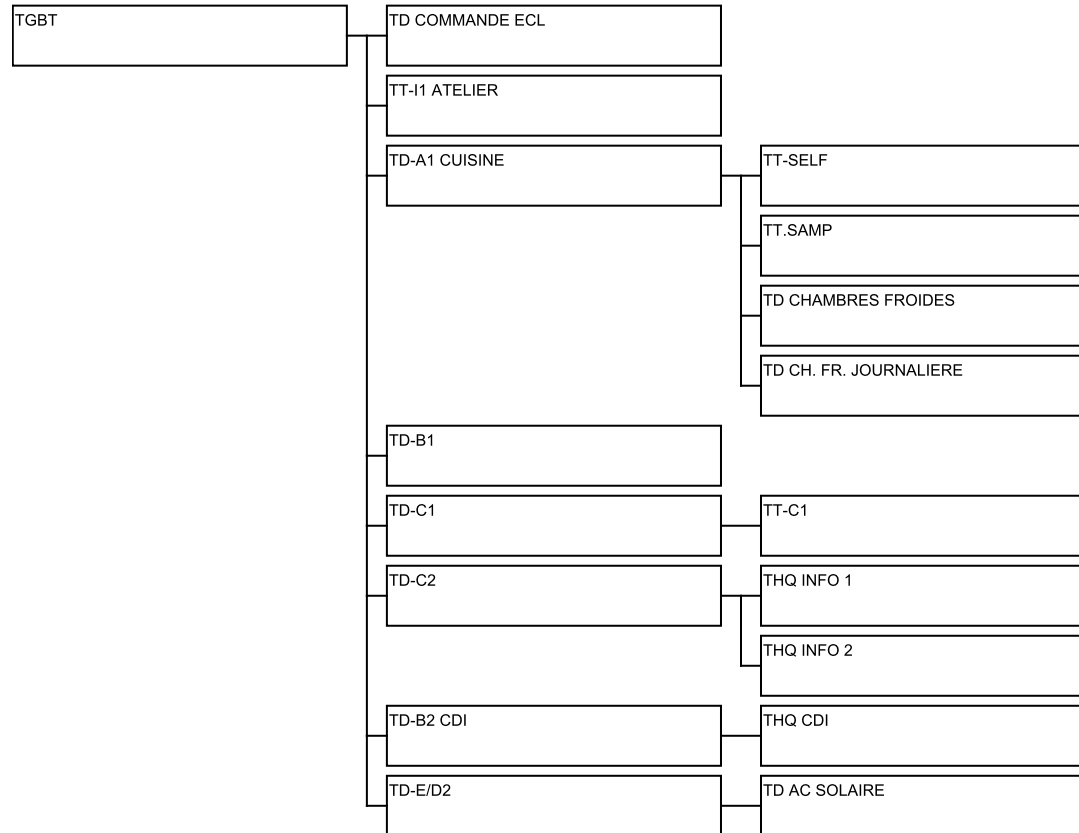 TGBT
TD COMMANDE ECL
TT-I1 ATELIER
TD-A1 CUISINE
TT-SELF
TT.SAMP
TD CHAMBRES FROIDES
TD CH. FR. JOURNALIERE
TD-B1
TD-C1
TT-C1
TD-C2
THQ INFO 1
THQ INFO 2
TD-B2 CDI
THQ CDI
TD-E/D2
TD AC SOLAIRE